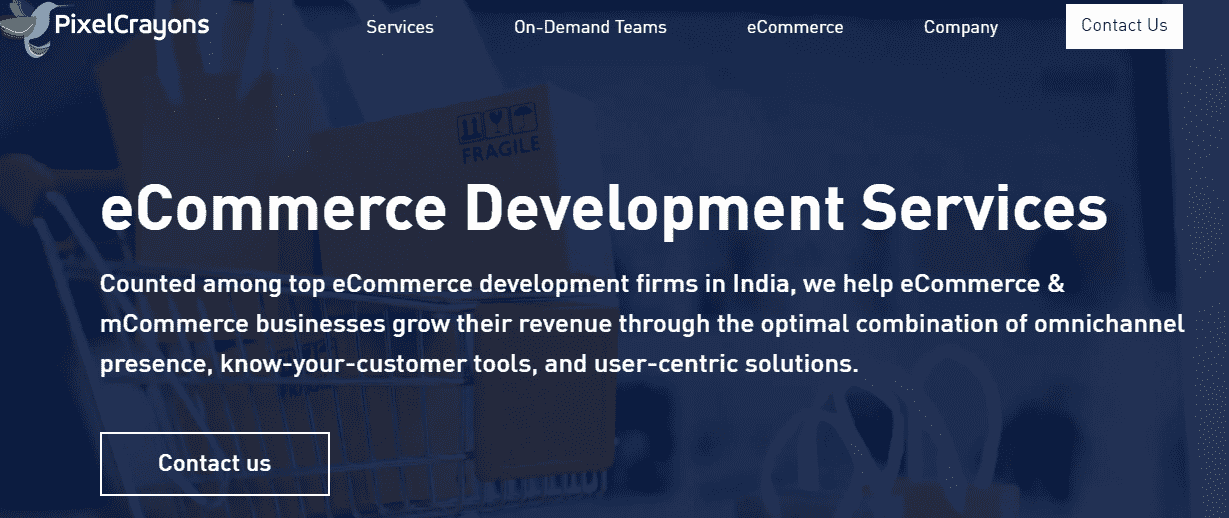 PixelCrayons
Services
On-Demand Teams
eCommerce
Company
Contact Us
FRAGILE
eCommerce Development Services
Counted among top eCommerce development firms in India, we help eCommerce &
mCommerce businesses grow their revenue through the optimal combination of omnichannel
presence, know-your-customer tools, and user-centric solutions.
Contact us